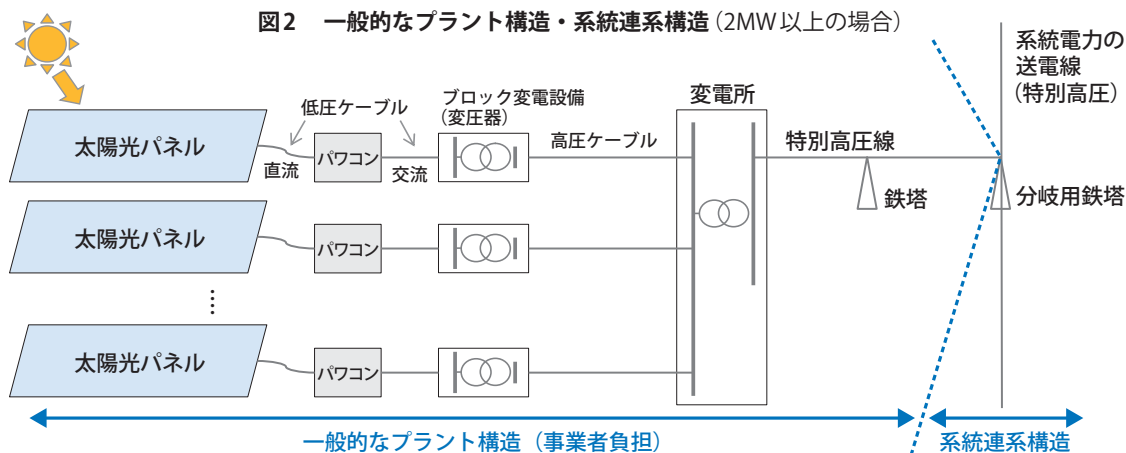 図2 一般的なプラント構造・系統連系構造（2MW以上の場合）
系統電力の
送電線
（特別高圧）
ブロック変電設備
（変圧器）
変電所
低圧ケーブル
高圧ケーブル
特別高圧線
太陽光パネル
直流
パワコン
交流
鉄塔
分岐用鉄塔
太陽光パネル
パワコン
太陽光パネル
パワコン
一般的なプラント構造（事業者負担）
系統連系構造